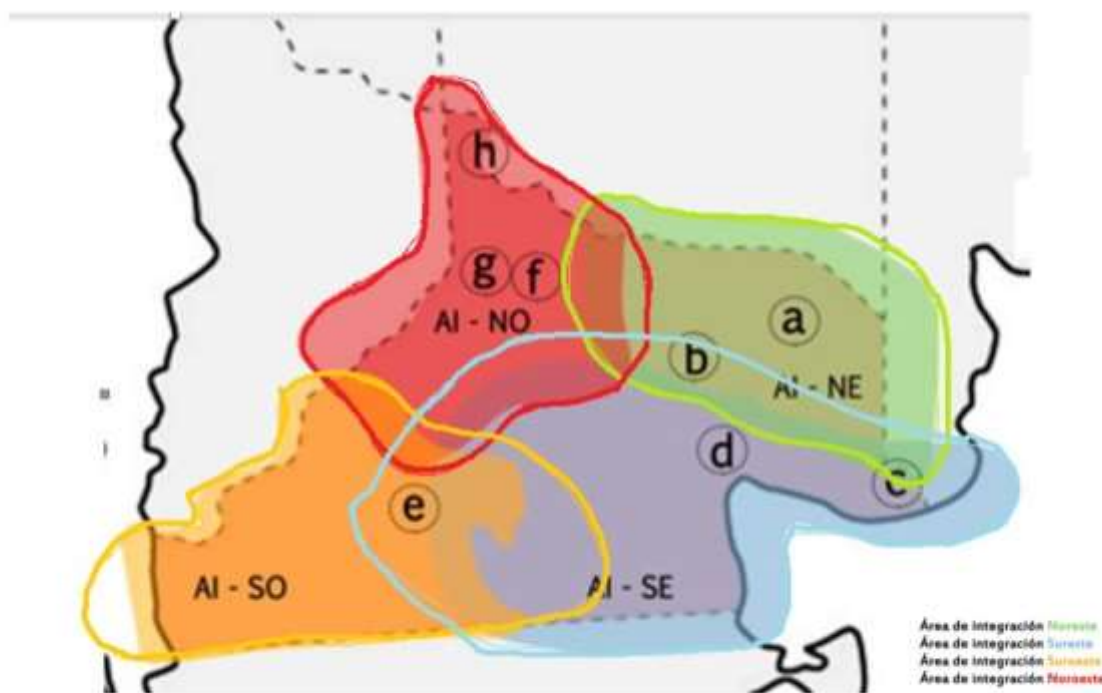 h
g f
AI - NO
a
b
AI - NE
d
c
e
AI - SO
AI - SE
Área de integración Noreste
Área de integración Sureste
Área de integración Suroeste
Área de integración Noroeste